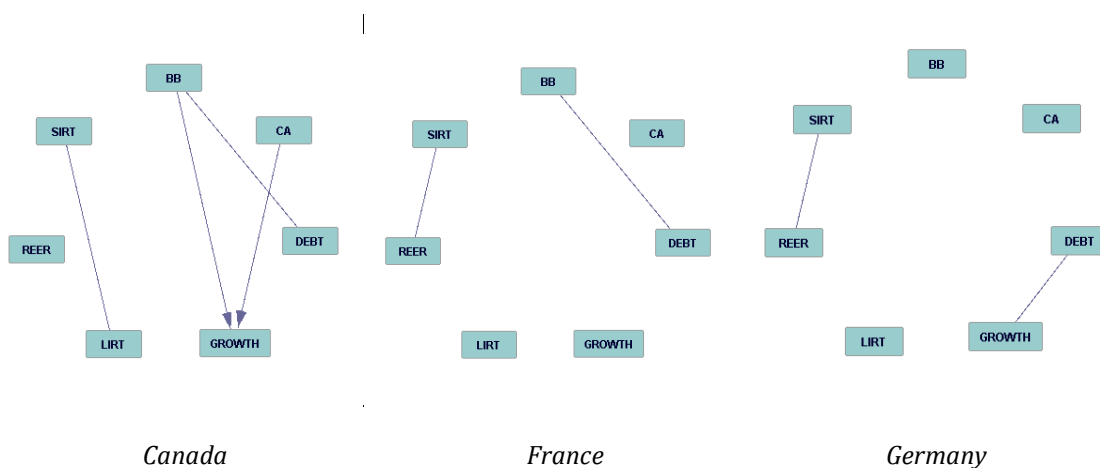 BB
SIRT
CA
REER
DEBT
LIRT
GROWTH
Canada
BB
SIRT
CA
REER
DEBT
LIRT
GROWTH
France
BB
SIRT
CA
REER
DEBT
LIRT
GROWTH
Germany